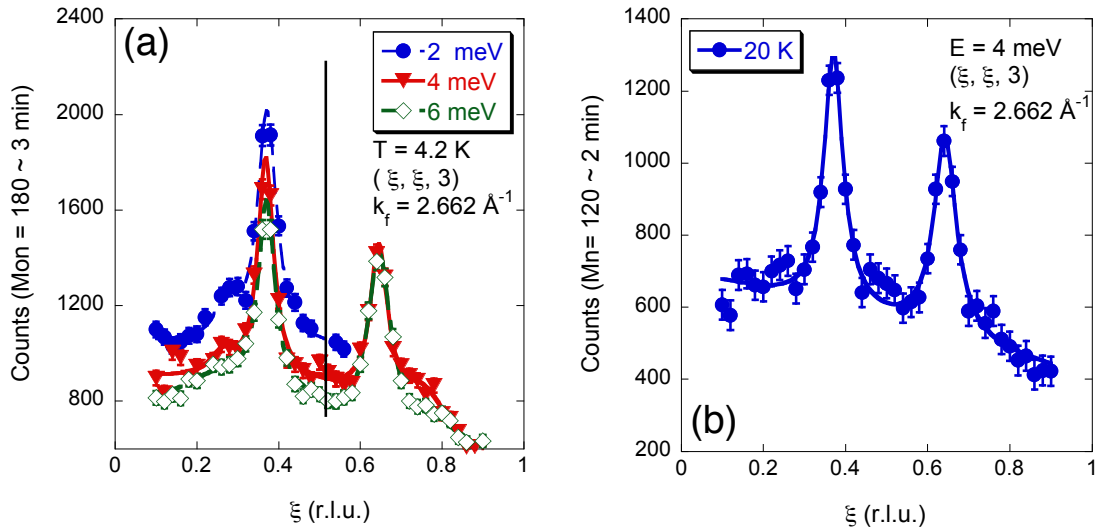 (a)
2 meV
4 meV
6 meV
T = 4.2 K
( ξ, ξ, 3)
k_f = 2.662 Å⁻¹
Counts (Mon = 180 ~ 3 min)
2400
2000
1600
1200
800
0
0.2
0.4
0.6
0.8
1
ξ (r.l.u.)
20 K
E = 4 meV
(ξ, ξ, 3)
k_f = 2.662 Å⁻¹
(b)
Counts (Mn= 120 ~ 2 min)
1400
1200
1000
800
600
400
200
0
0.2
0.4
0.6
0.8
1
ξ (r.l.u.)